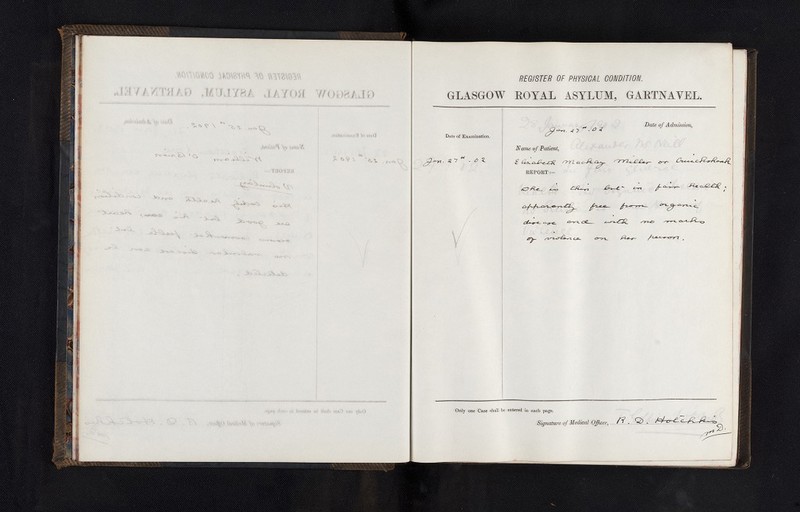 REGISTER OF PHYSICAL CONDITION.
GLASGOW ROYAL ASYLUM, GARTNAVEL.
Date of Admission,
Jan. 27th .02
Date of Examination.
Name of Patient,
Jan. 27th - 02
Elizabeth Mackay Miller or Cruickshank
REPORT:—
She is thin but in fair health;
apparently free from organic
disease and with no marks
of violence on her person.
Only one Case shall be entered in each page.
Signature of Medical Officer, R. D. Hotchkis
M.D.